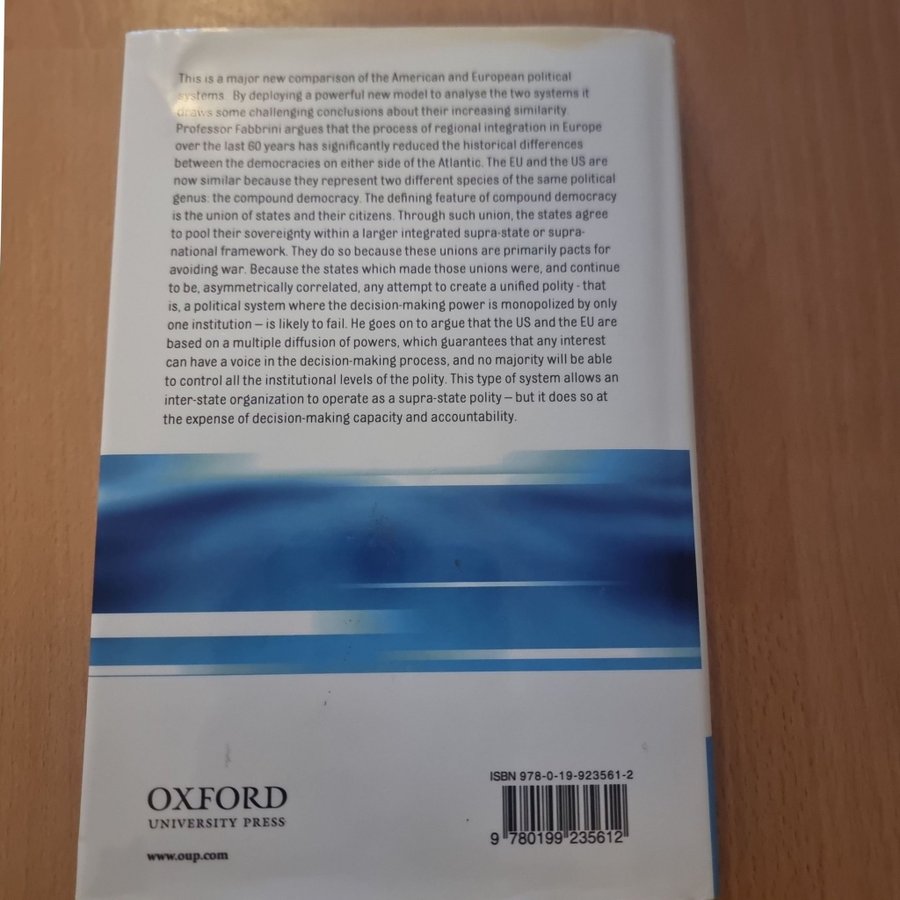 This is a major new comparison of the American and European political
systems. By deploying a powerful new model to analyse the two systems it
draws some challenging conclusions about their increasing similarity.
Professor Fabbrini argues that the process of regional integration in Europe
over the last 60 years has significantly reduced the historical differences
between the democracies on either side of the Atlantic. The EU and the US are
now similar because they represent two different species of the same political
genus: the compound democracy. The defining feature of compound democracy
is the union of states and their citizens. Through such union, the states agree
to pool their sovereignty within a larger integrated supra-state or supra-
national framework. They do so because these unions are primarily pacts for
avoiding war. Because the states which made those unions were, and continue
to be, asymmetrically correlated, any attempt to create a unified polity - that
is, a political system where the decision-making power is monopolized by only
one institution – is likely to fail. He goes on to argue that the US and the EU are
based on a multiple diffusion of powers, which guarantees that any interest
can have a voice in the decision-making process, and no majority will be able
to control all the institutional levels of the polity. This type of system allows an
inter-state organization to operate as a supra-state polity – but it does so at
the expense of decision-making capacity and accountability.
OXFORD
UNIVERSITY PRESS
www.oup.com
ISBN 978-0-19-923561-2
9 780199 235612